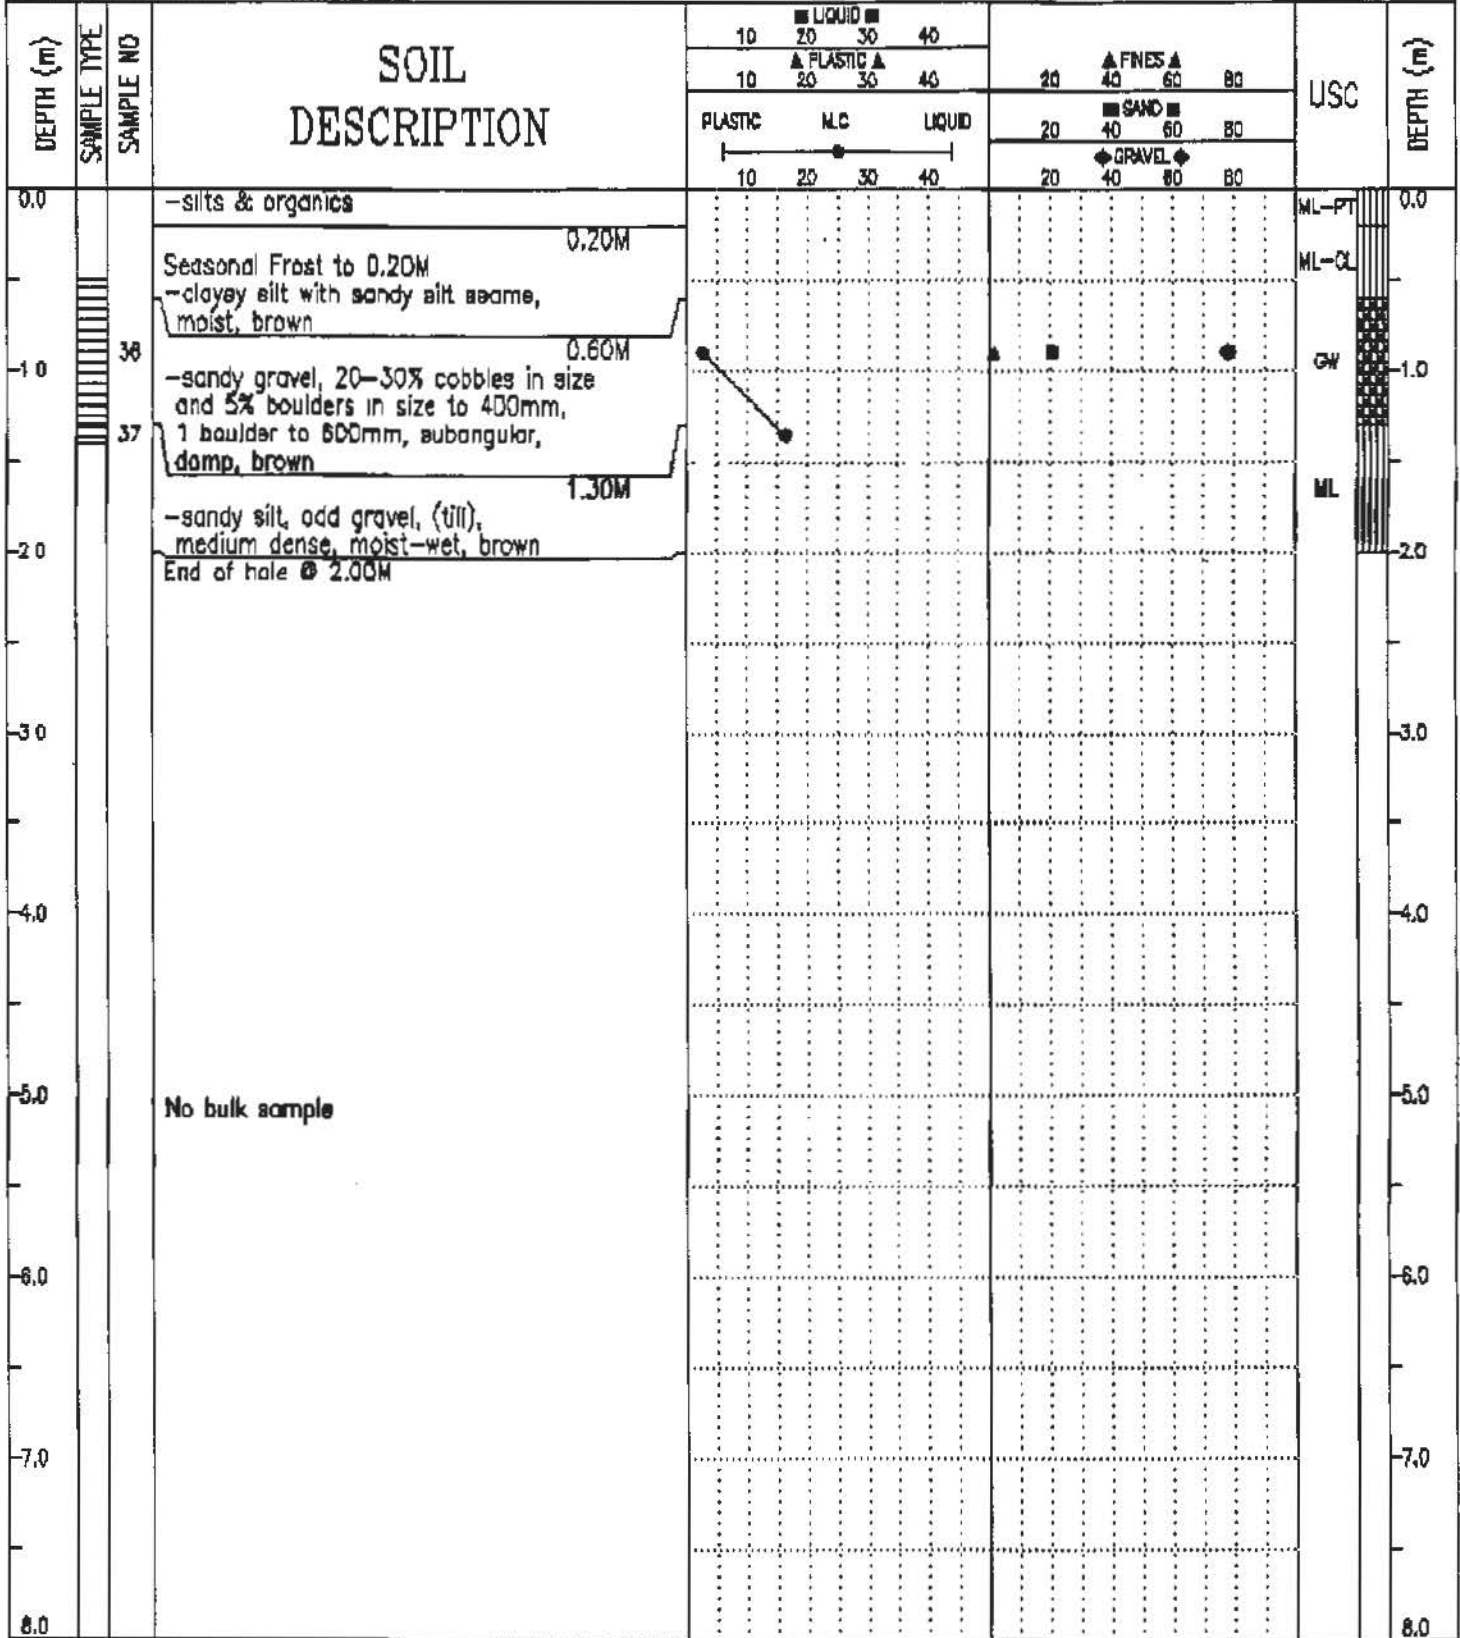 DEPTH (m)
SAMPLE TYPE
SAMPLE NO
SOIL
DESCRIPTION
■ LIQUID ■
10 20 30 40
▲ PLASTIC ▲
10 20 30 40
PLASTIC M.C LIQUID
10 20 30 40
▲ FINES ▲
20 40 60 80
■ SAND ■
20 40 60 80
◆ GRAVEL ◆
20 40 60 80
USC
DEPTH (m)
0.0
-silts & organics
ML-PT
0.0
0.20M
Seasonal Frost to 0.20M
ML-CL
-clayey silt with sandy silt seams,
moist, brown
36
0.60M
GW
1 0
-sandy gravel, 20-30% cobbles in size
1.0
and 5% boulders in size to 400mm,
37
1 boulder to 600mm, subangular,
damp, brown
1.30M
ML
-sandy silt, odd gravel, (till),
medium dense, moist-wet, brown
2 0
2.0
End of hole @ 2.00M
3 0
3.0
4.0
4.0
5.0
No bulk sample
5.0
6.0
6.0
7.0
7.0
8.0
8.0